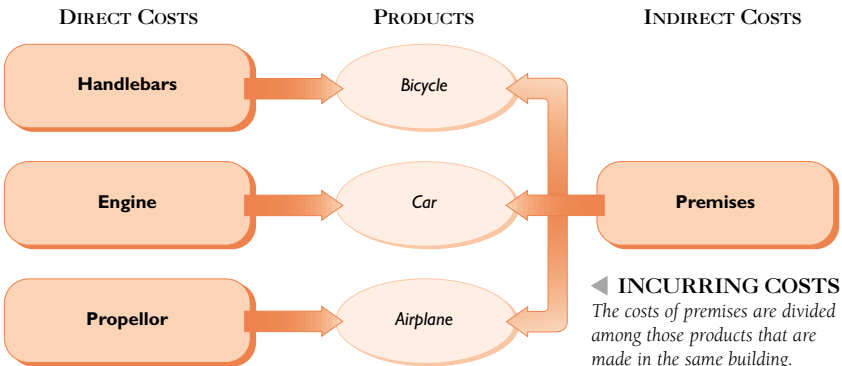 DIRECT COSTS
PRODUCTS
INDIRECT COSTS
Handlebars
Bicycle
Engine
Car
Premises
Propellor
Airplane
INCURRING COSTS
The costs of premises are divided
among those products that are
made in the same building.